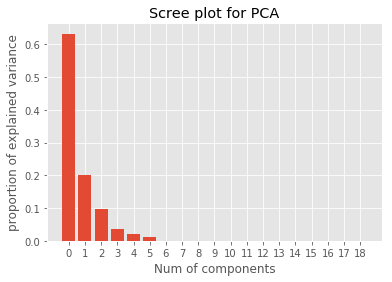 Scree plot for PCA
proportion of explained variance
0.6
0.5
0.4
0.3
0.2
0.1
0.0
0 1 2 3 4 5 6 7 8 9 10 11 12 13 14 15 16 17 18
Num of components